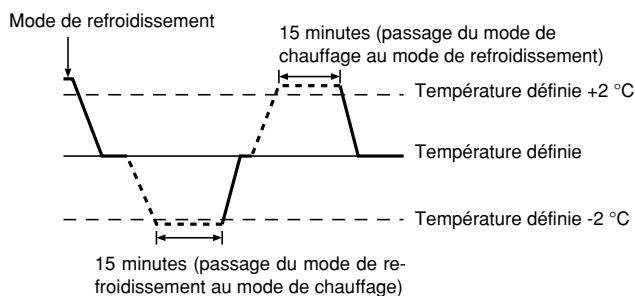 Mode de refroidissement
15 minutes (passage du mode de
chauffage au mode de refroidissement)
Température définie +2 °C
Température définie
Température définie -2 °C
15 minutes (passage du mode de re-
froidissement au mode de chauffage)